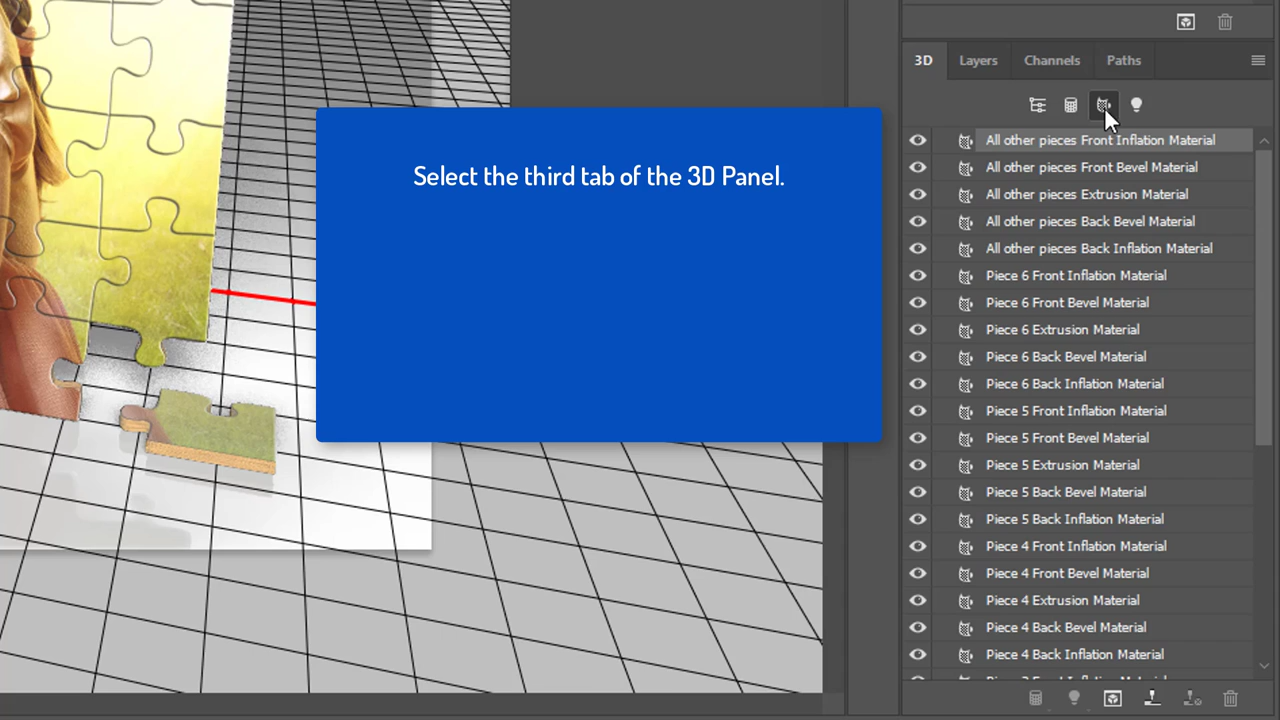 3D Layers Channels Paths
Select the third tab of the 3D Panel.
All other pieces Front Inflation Material
All other pieces Front Bevel Material
All other pieces Extrusion Material
All other pieces Back Bevel Material
All other pieces Back Inflation Material
Piece 6 Front Inflation Material
Piece 6 Front Bevel Material
Piece 6 Extrusion Material
Piece 6 Back Bevel Material
Piece 6 Back Inflation Material
Piece 5 Front Inflation Material
Piece 5 Front Bevel Material
Piece 5 Extrusion Material
Piece 5 Back Bevel Material
Piece 5 Back Inflation Material
Piece 4 Front Inflation Material
Piece 4 Front Bevel Material
Piece 4 Extrusion Material
Piece 4 Back Bevel Material
Piece 4 Back Inflation Material